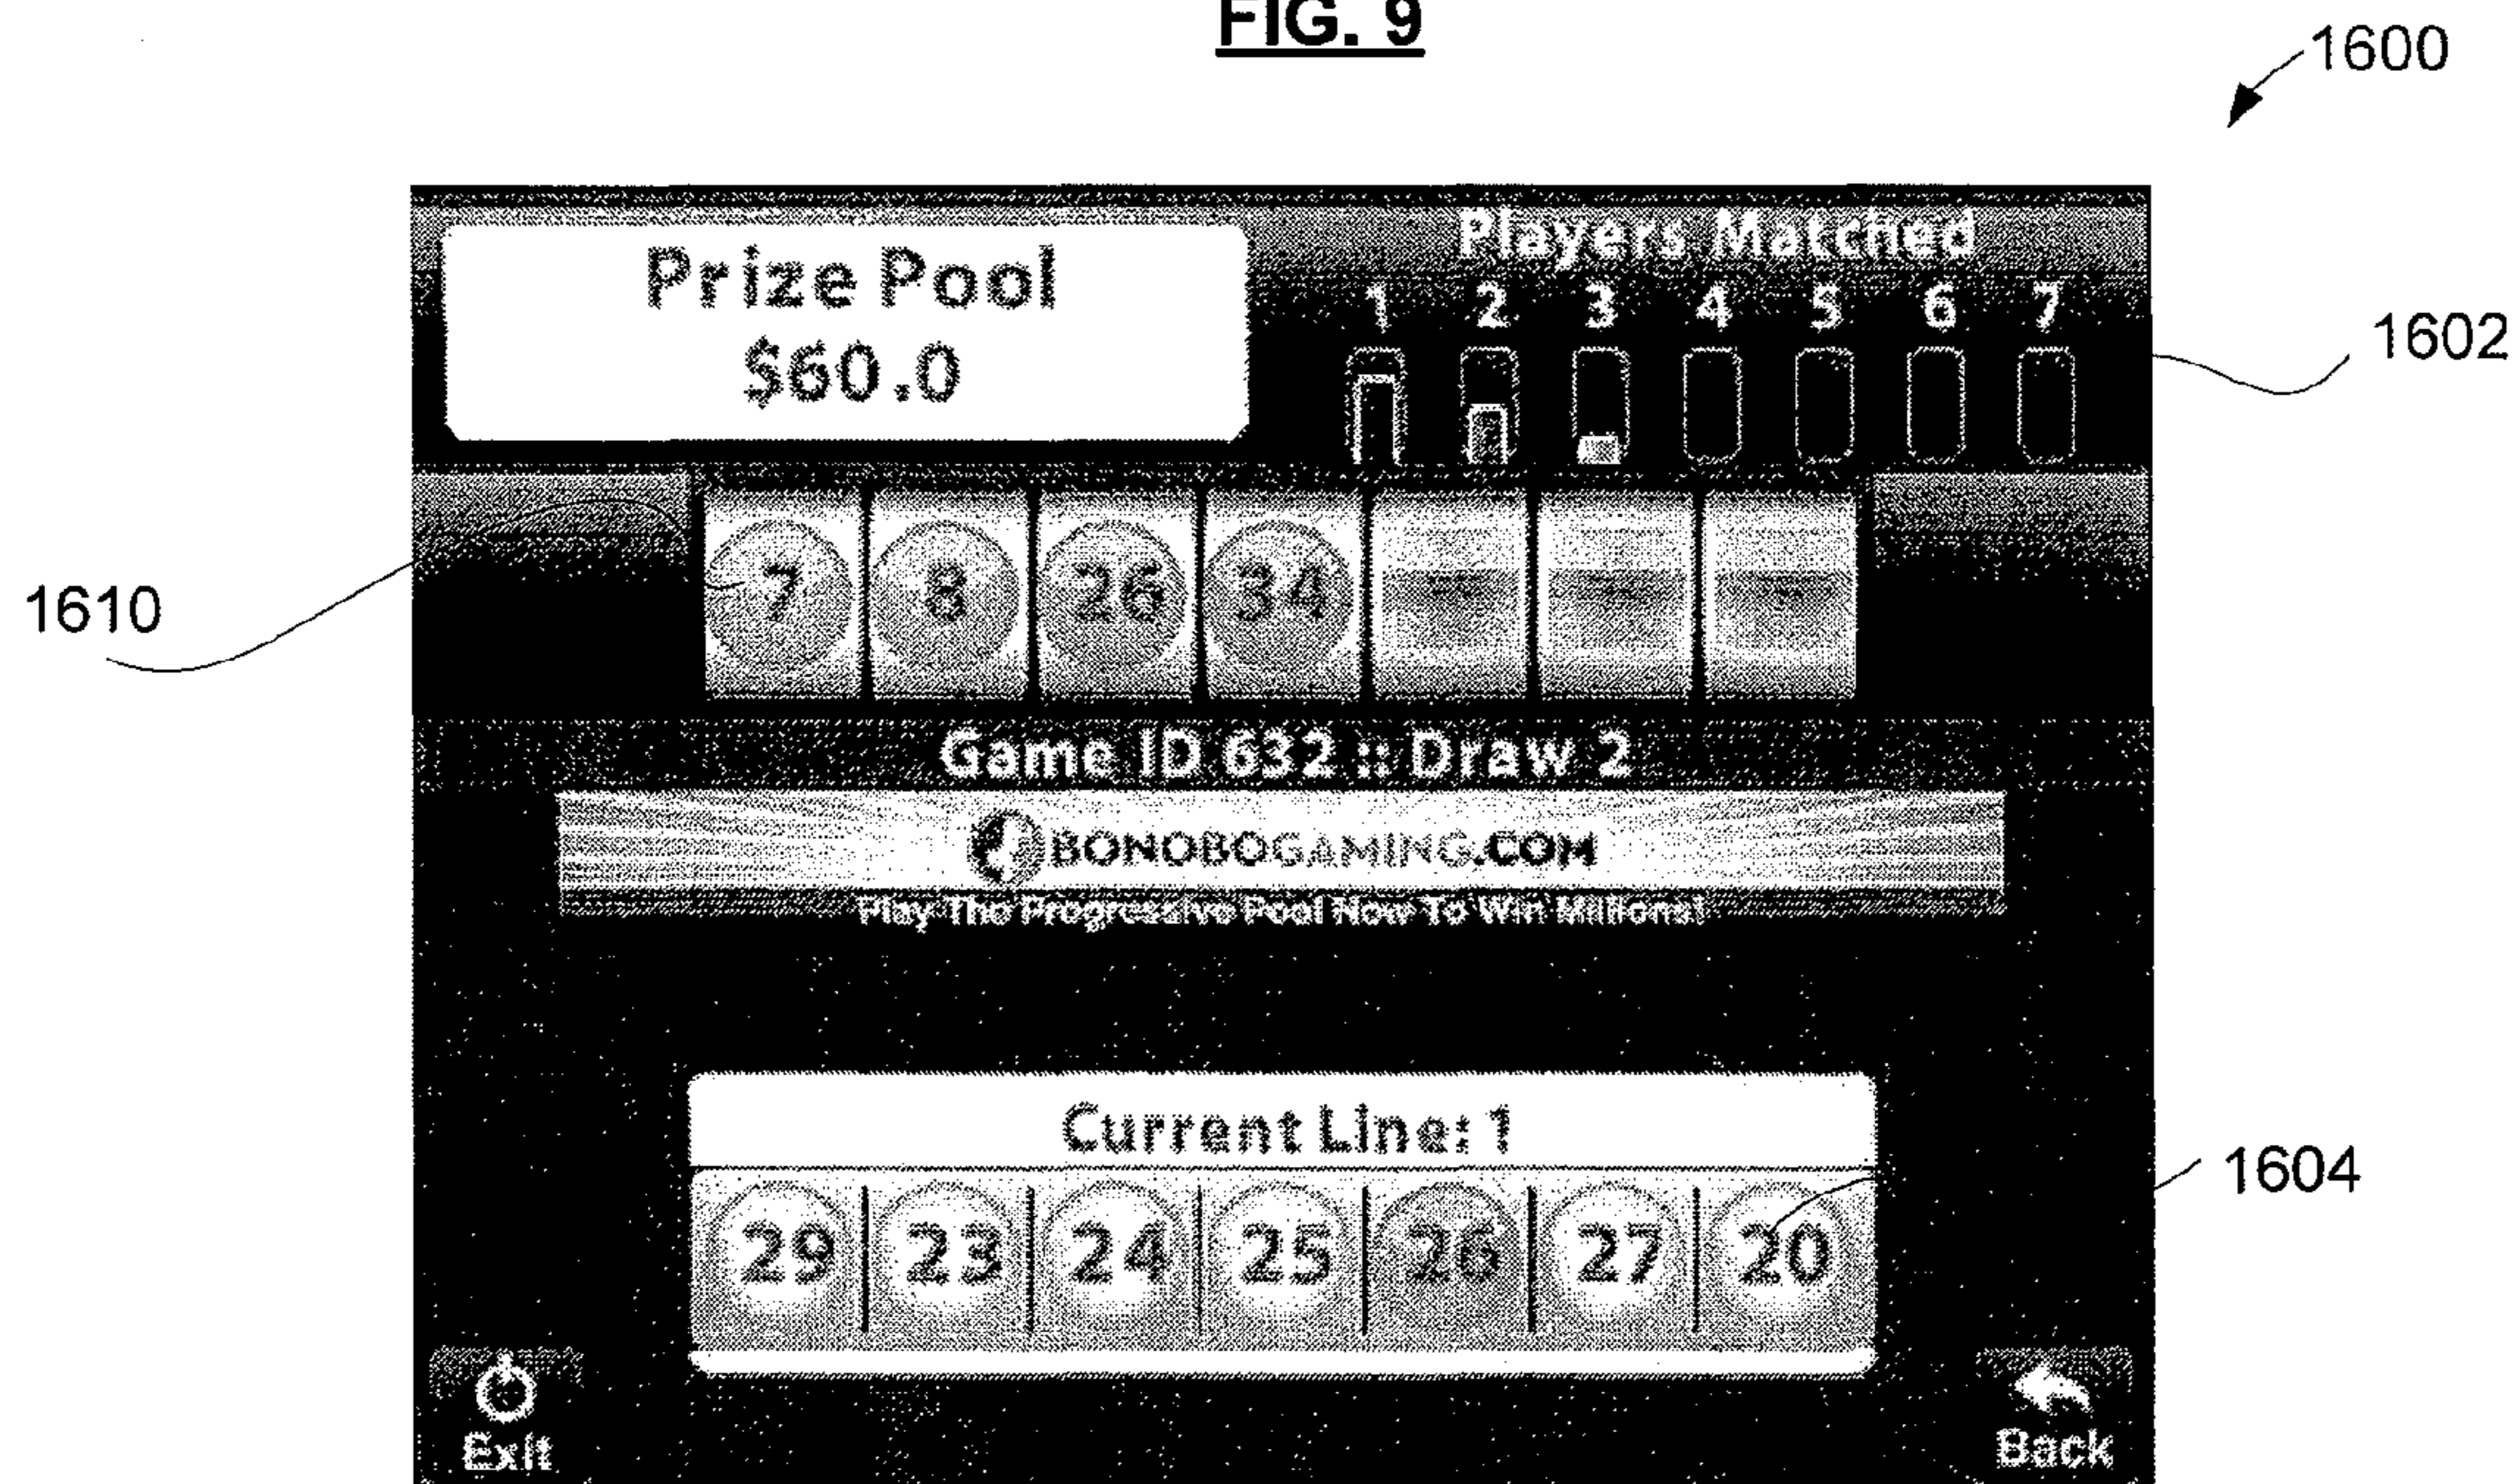 FIG. 9
1600
Players Matched
Prize Pool
$60.0
1 2 3 4 5 6 7
1602
7 8 26 34
1610
Game ID 632 :: Draw 2
BONOBOGAMING.COM
Play The Progressive Pool Now To Win Millions!
Current Line: 1
1604
29 23 24 25 26 27 20
Exit
Back